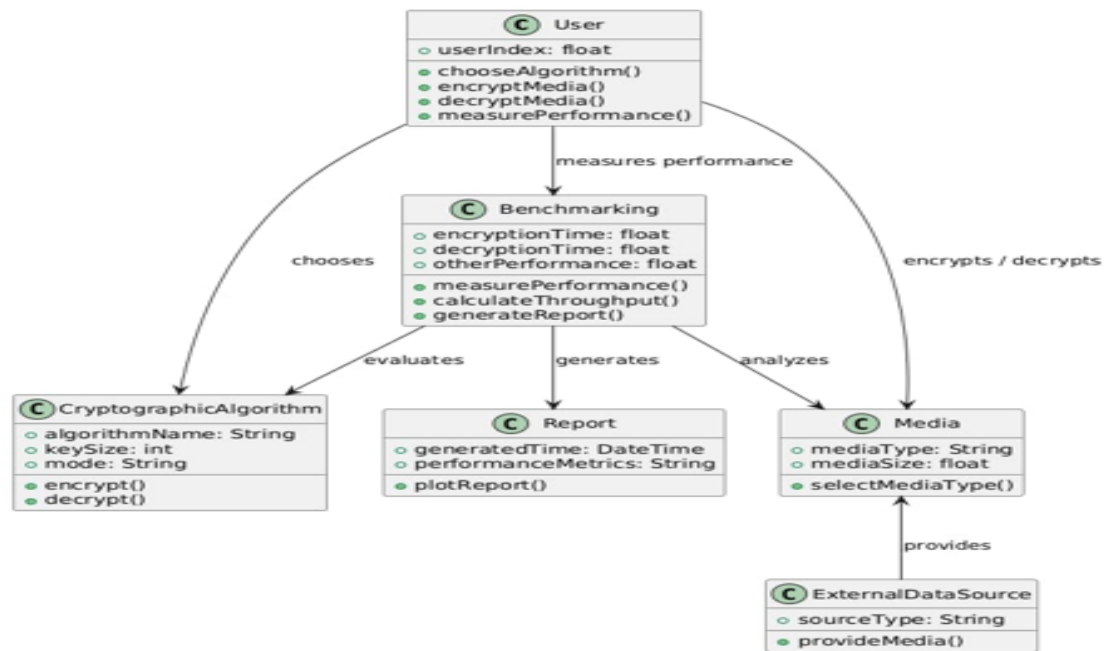 C User
userIndex: float
chooseAlgorithm()
encryptMedia()
decryptMedia()
measurePerformance()
measures performance
C Benchmarking
encryptionTime: float
decryptionTime: float
otherPerformance: float
measurePerformance()
calculateThroughput()
generateReport()
chooses
encrypts / decrypts
evaluates
generates
analyzes
C CryptographicAlgorithm
algorithmName: String
keySize: int
mode: String
encrypt()
decrypt()
C Report
generatedTime: DateTime
performanceMetrics: String
plotReport()
C Media
mediaType: String
mediaSize: float
selectMediaType()
provides
C ExternalDataSource
sourceType: String
provideMedia()